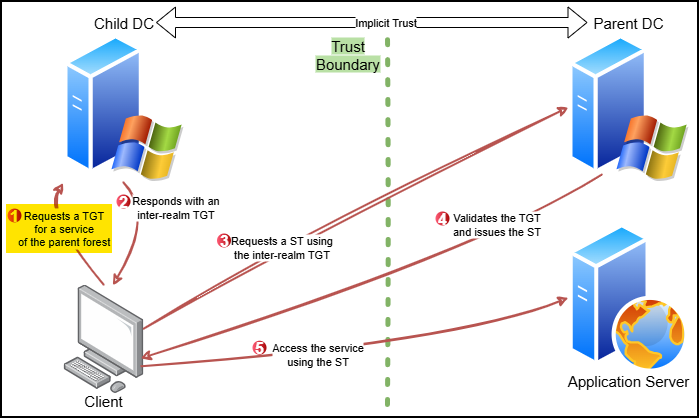 Child DC
Implicit Trust
Parent DC
Trust
Boundary
1 Requests a TGT
for a service
of the parent forest
2 Responds with an
inter-realm TGT
3 Requests a ST using
the inter-realm TGT
4 Validates the TGT
and issues the ST
5 Access the service
using the ST
Client
Application Server